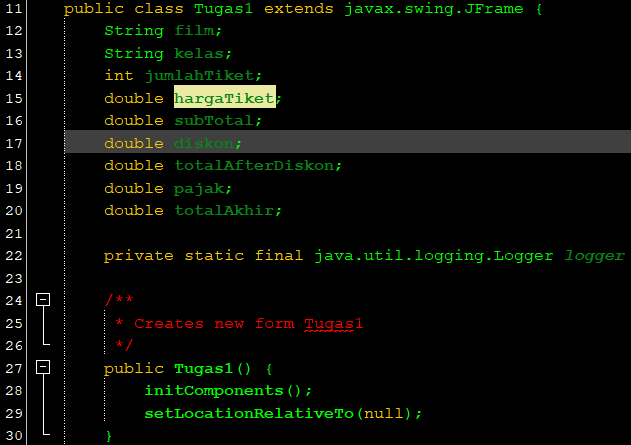 11 public class Tugas1 extends javax.swing.JFrame {
12 String film;
13 String kelas;
14 int jumlahTiket;
15 double hargaTiket;
16 double subTotal;
17 double diskon;
18 double totalAfterDiskon;
19 double pajak;
20 double totalAkhir;
21
22 private static final java.util.logging.Logger logger
23
24 /**
25 * Creates new form Tugas1
26 */
27 public Tugas1() {
28 initComponents();
29 setLocationRelativeTo(null);
30 }